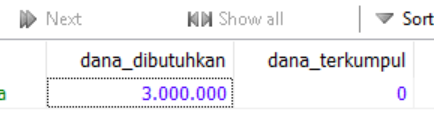 Next Show all Sort
dana_dibutuhkan dana_terkumpul
a 3.000.000 0